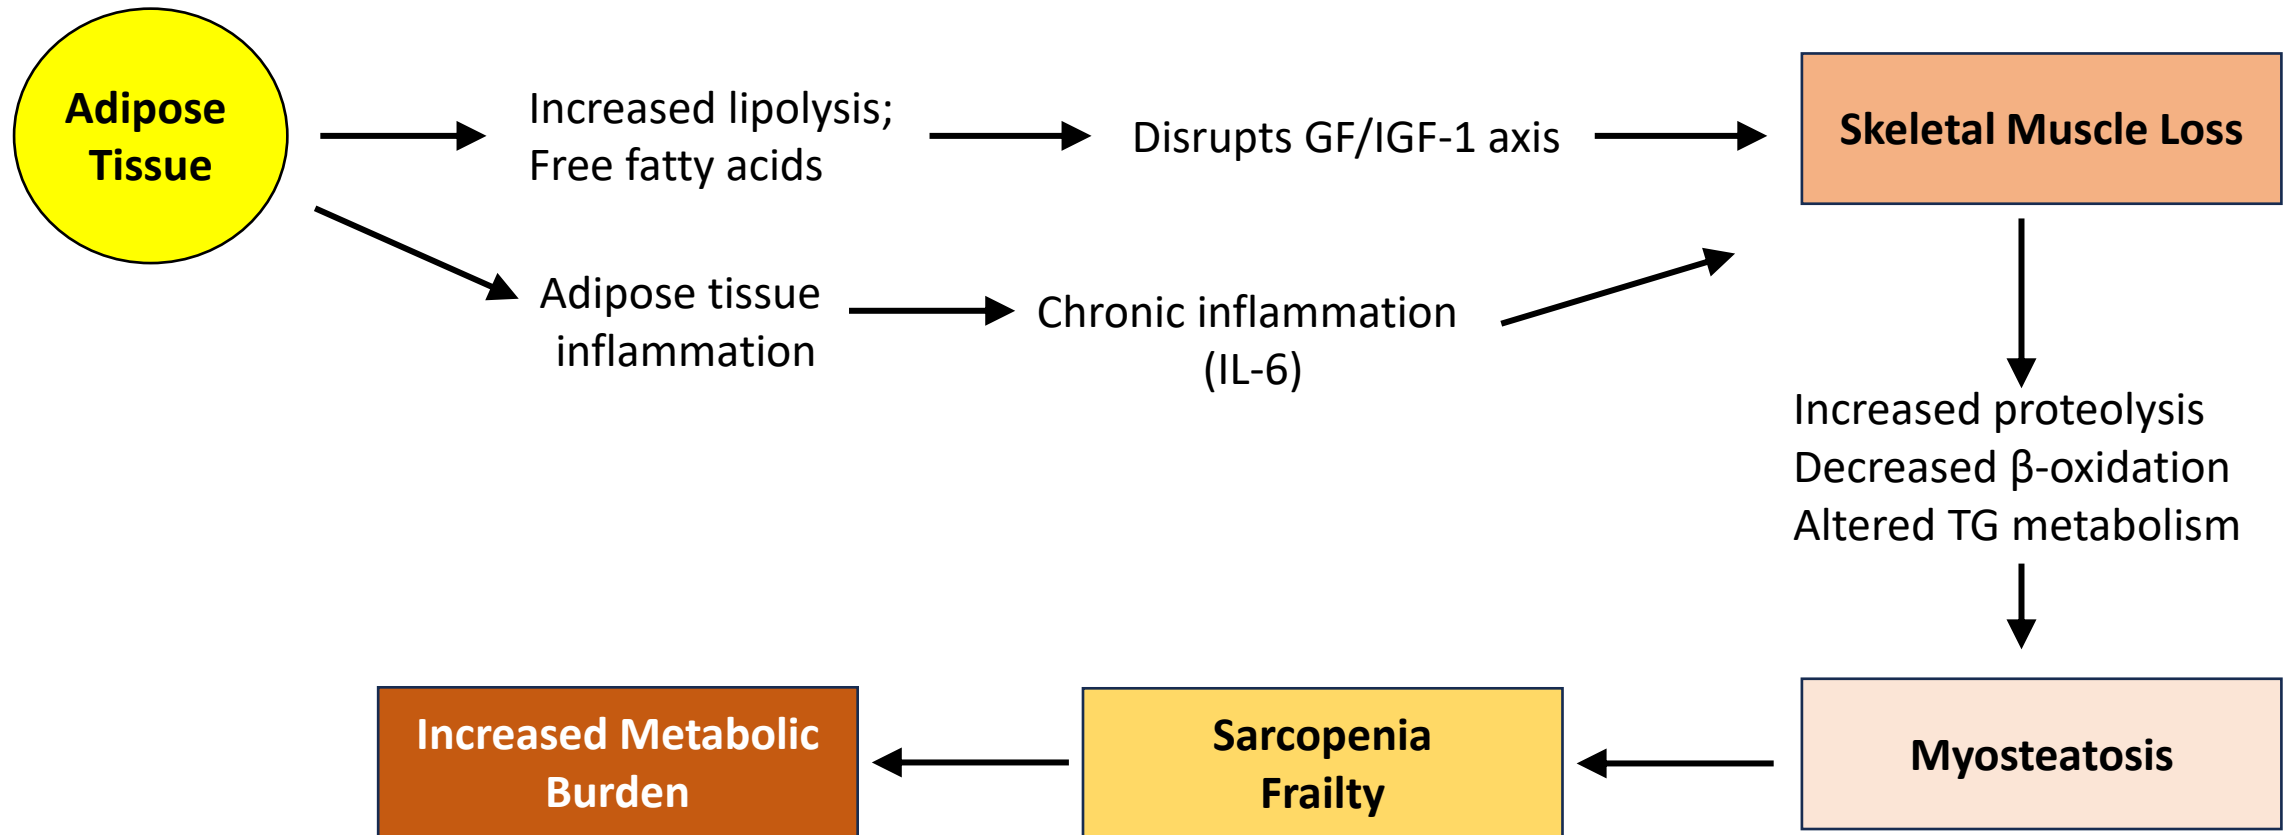 Adipose
Tissue
Increased lipolysis;
Free fatty acids
Disrupts GF/IGF-1 axis
Skeletal Muscle Loss
Adipose tissue
inflammation
Chronic inflammation
(IL-6)
Increased proteolysis
Decreased β-oxidation
Altered TG metabolism
Myosteatosis
Sarcopenia
Frailty
Increased Metabolic
Burden